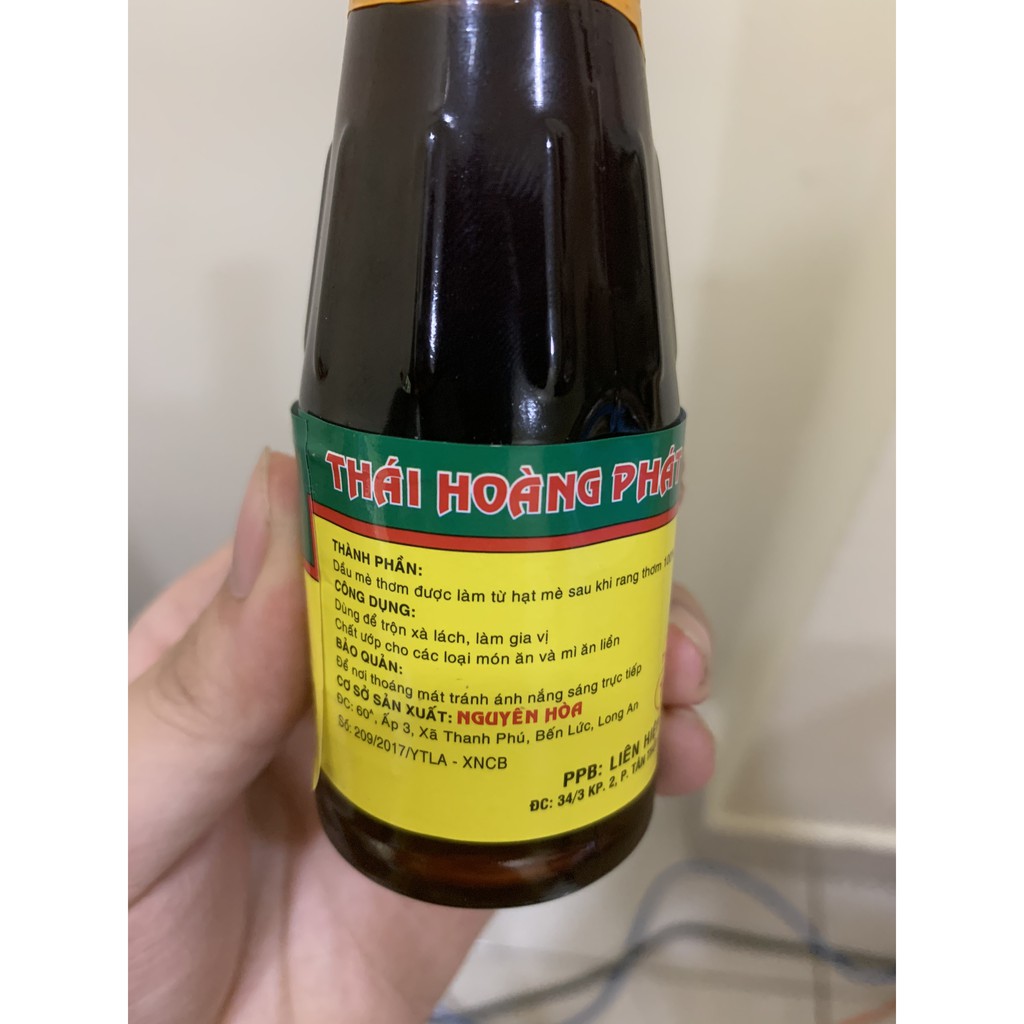 THÁI HOÀNG PHÁT
THÀNH PHẦN:
Dầu mè thơm được làm từ hạt mè sau khi rang thơm
CÔNG DỤNG:
Dùng để trộn xà lách, làm gia vị
Chất ướp cho các loại món ăn và mì ăn liền
BẢO QUẢN:
Để nơi thoáng mát tránh ánh nắng sáng trực tiếp
CƠ SỞ SẢN XUẤT: NGUYÊN HÒA
ĐC: 60ᴬ, Ấp 3, Xã Thanh Phú, Bến Lức, Long An
Số: 209/2017/YTLA - XNCB
PPB: LIÊN
ĐC: 34/3 KP. 2, P. TÂN